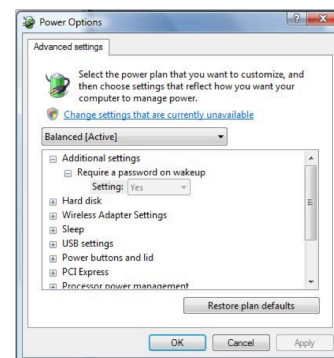 Power Options
Advanced settings
Select the power plan that you want to customize, and
then choose settings that reflect how you want your
computer to manage power.
Change settings that are currently unavailable
Balanced [Active]
Additional settings
Require a password on wakeup
Setting: Yes
Hard disk
Wireless Adapter Settings
Sleep
USB settings
Power buttons and lid
PCI Express
Processor power management
Restore plan defaults
OK Cancel Apply